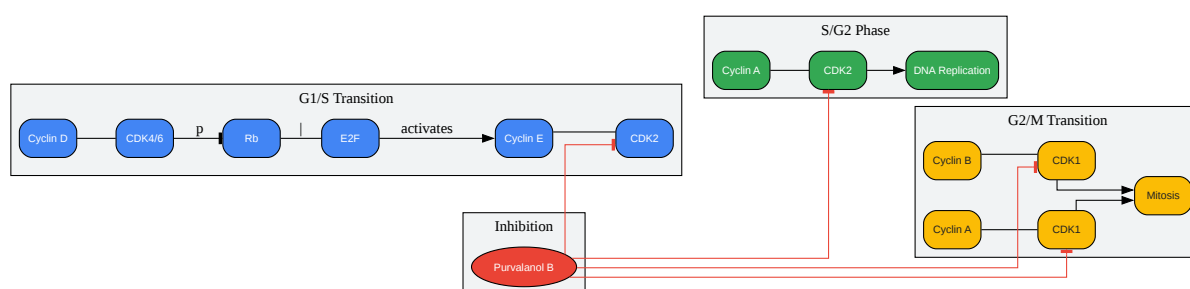 S/G2 Phase
Cyclin A
CDK2
DNA Replication
G1/S Transition
Cyclin D
CDK4/6
p
Rb
|
E2F
activates
Cyclin E
CDK2
G2/M Transition
Cyclin B
CDK1
Mitosis
Cyclin A
CDK1
Inhibition
Purvalanol B